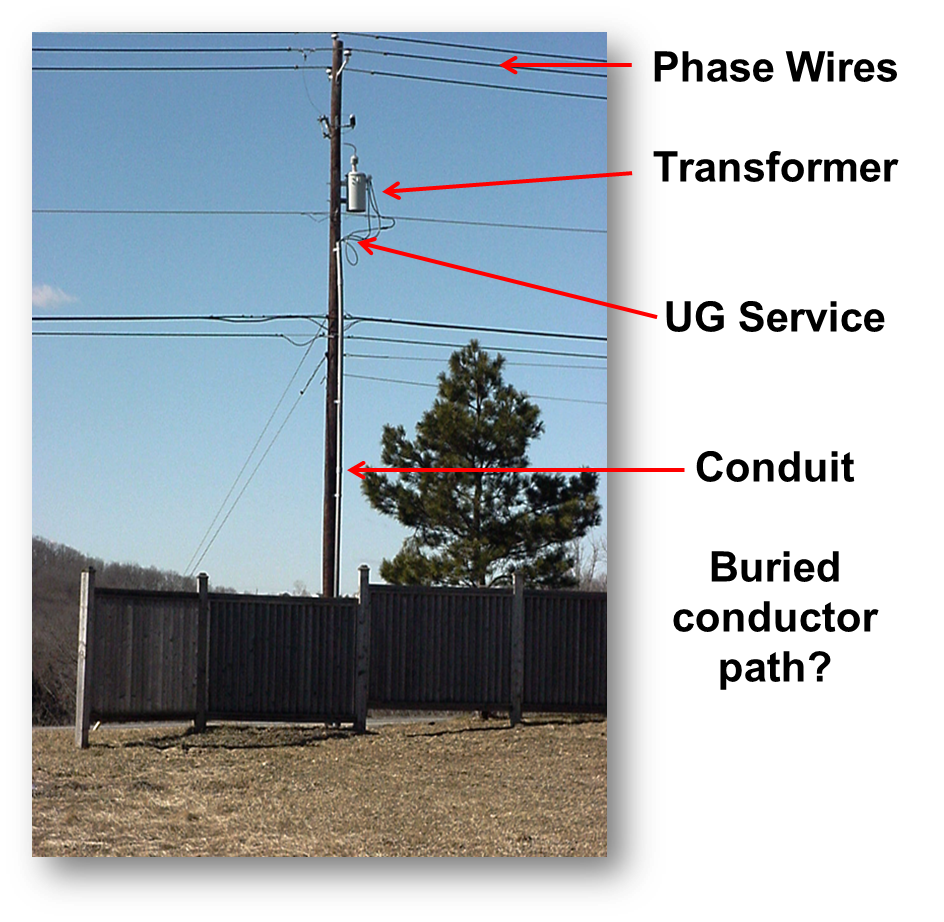 Phase Wires
Transformer
UG Service
Conduit
Buried
conductor
path?